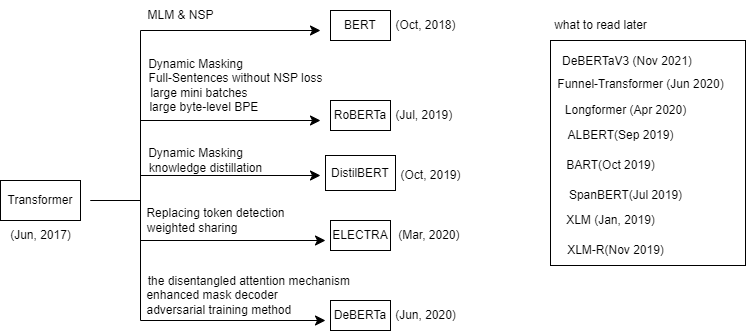 MLM & NSP
BERT
(Oct, 2018)
Dynamic Masking
Full-Sentences without NSP loss
large mini batches
large byte-level BPE
RoBERTa
(Jul, 2019)
Dynamic Masking
knowledge distillation
DistilBERT
(Oct, 2019)
Transformer
(Jun, 2017)
Replacing token detection
weighted sharing
ELECTRA
(Mar, 2020)
the disentangled attention mechanism
enhanced mask decoder
adversarial training method
DeBERTa
(Jun, 2020)
what to read later
DeBERTaV3 (Nov 2021)
Funnel-Transformer (Jun 2020)
Longformer (Apr 2020)
ALBERT(Sep 2019)
BART(Oct 2019)
SpanBERT(Jul 2019)
XLM (Jan, 2019)
XLM-R(Nov 2019)